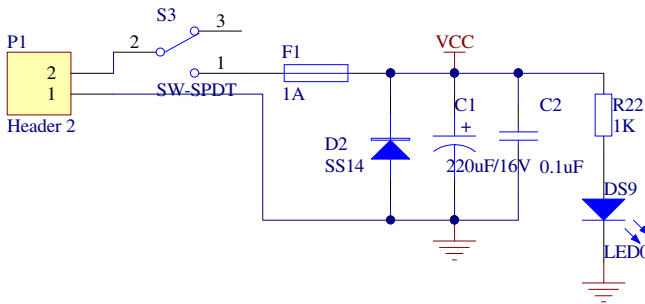 S3
P1
3
2
F1
VCC
2
1
1
SW-SPDT
1A
C1
C2
R22
1K
Header 2
D2
SS14
+
220uF/16V
0.1uF
DS9
LED0